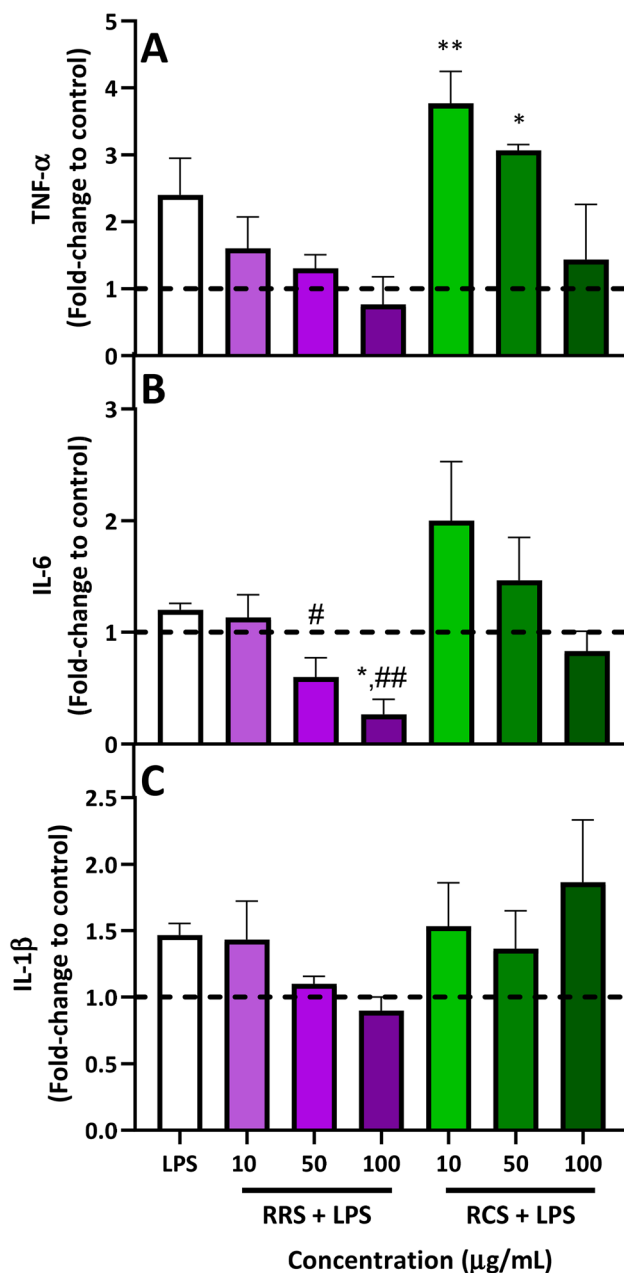 A
TNF-α
(Fold-change to control)
5
4
3
2
1
0
**
*
B
IL-6
(Fold-change to control)
3
2
1
0
#
*,##
C
IL-1β
(Fold-change to control)
2.5
2.0
1.5
1.0
0.5
0.0
LPS 10 50 100 10 50 100
RRS + LPS RCS + LPS
Concentration (μg/mL)